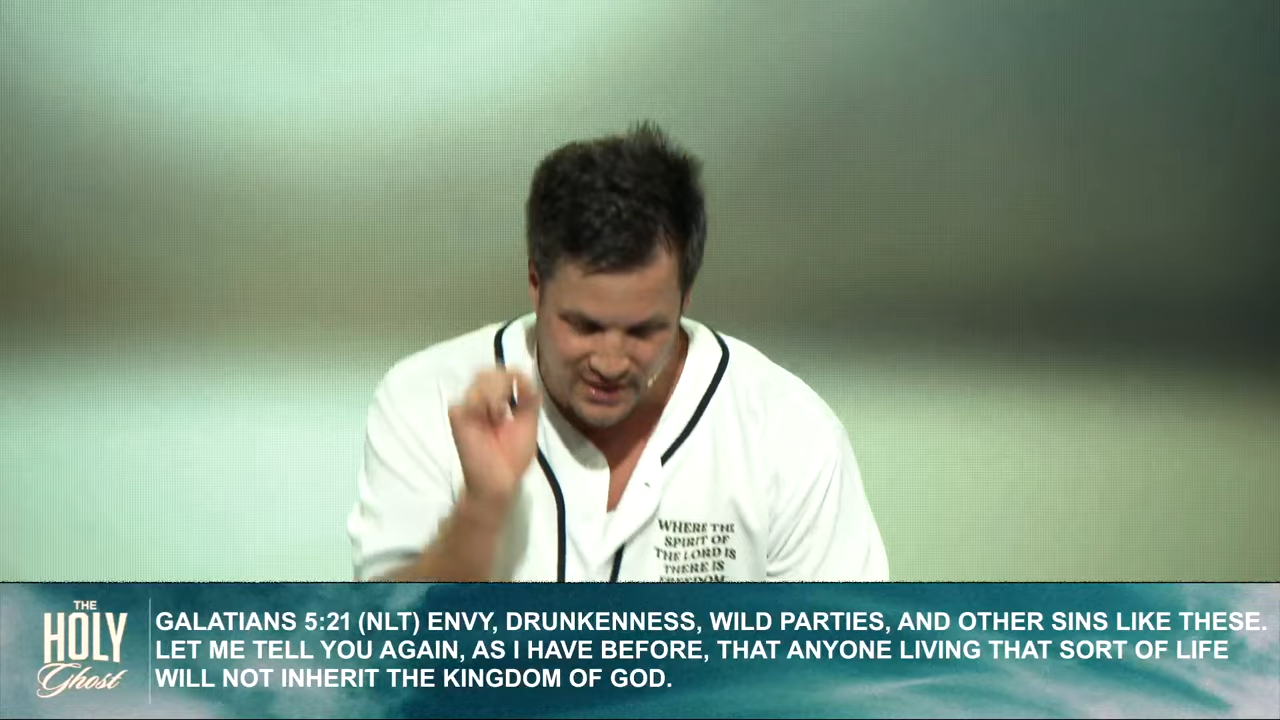 WHERE THE
SPIRIT OF
THE LORD IS
THERE IS
FREEDOM
THE
HOLY
Ghost
GALATIANS 5:21 (NLT) ENVY, DRUNKENNESS, WILD PARTIES, AND OTHER SINS LIKE THESE.
LET ME TELL YOU AGAIN, AS I HAVE BEFORE, THAT ANYONE LIVING THAT SORT OF LIFE
WILL NOT INHERIT THE KINGDOM OF GOD.